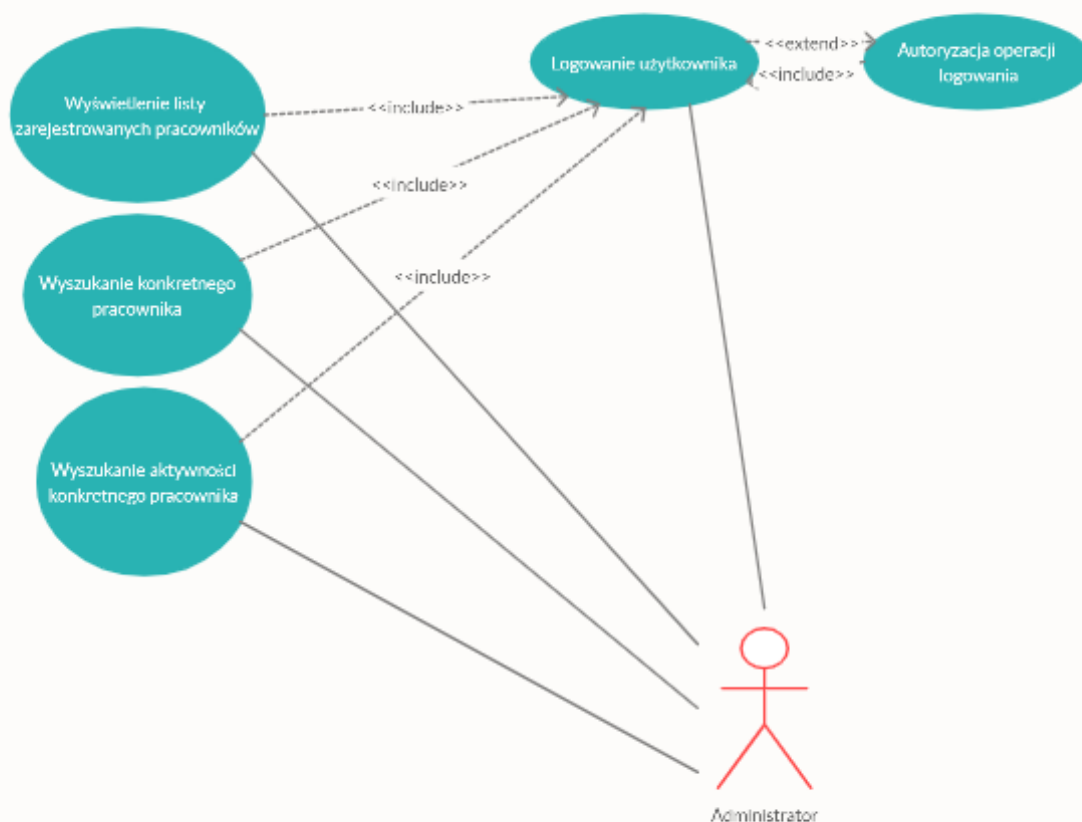 Logowanie użytkownika
<<extend>>
<<include>>
Autoryzacja operacji
logowania
Wyświetlenie listy
zarejestrowanych pracowników
<<include>>
Wyszukanie konkretnego
pracownika
<<include>>
Wyszukanie aktywności
konkretnego pracownika
<<include>>
Administrator